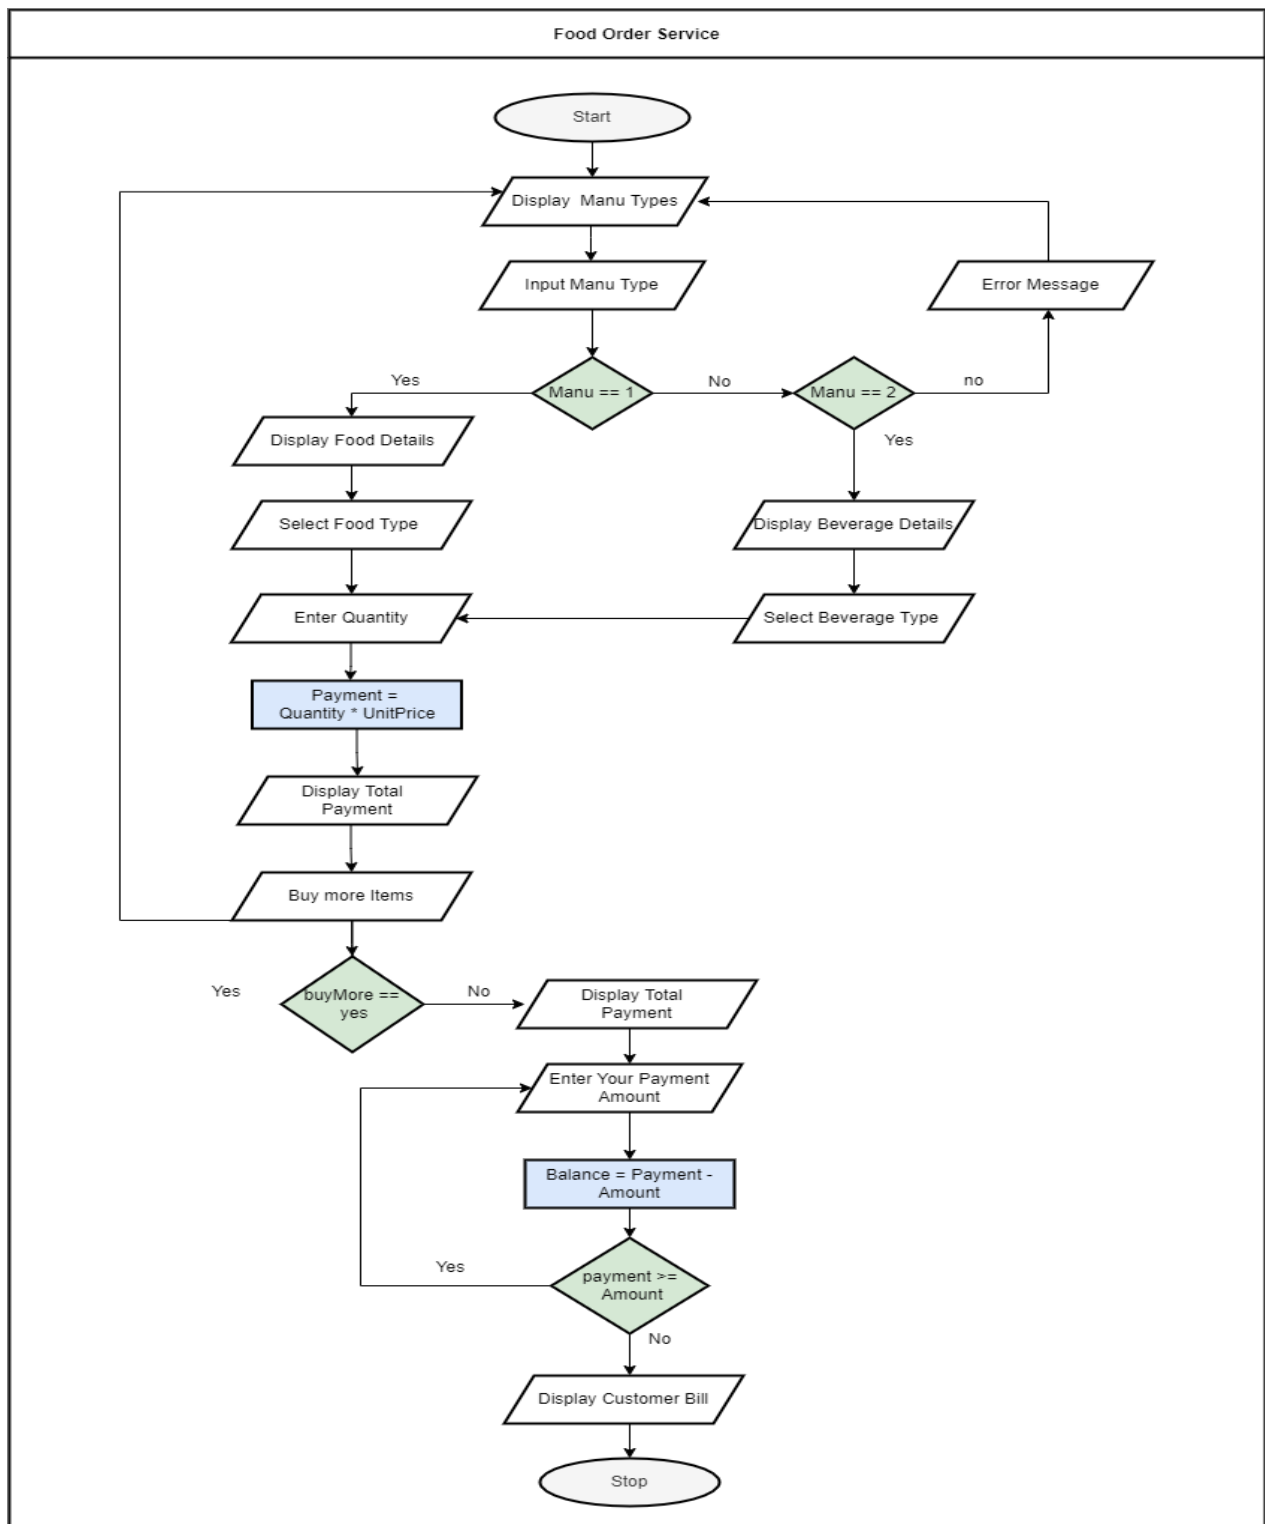 Food Order Service
Start
Display Manu Types
Input Manu Type
Error Message
Yes
Manu == 1
No
Manu == 2
no
Display Food Details
Yes
Select Food Type
Display Beverage Details
Enter Quantity
Select Beverage Type
Payment =
Quantity * UnitPrice
Display Total
Payment
Buy more Items
Yes
buyMore ==
yes
No
Display Total
Payment
Enter Your Payment
Amount
Balance = Payment -
Amount
Yes
payment >=
Amount
No
Display Customer Bill
Stop